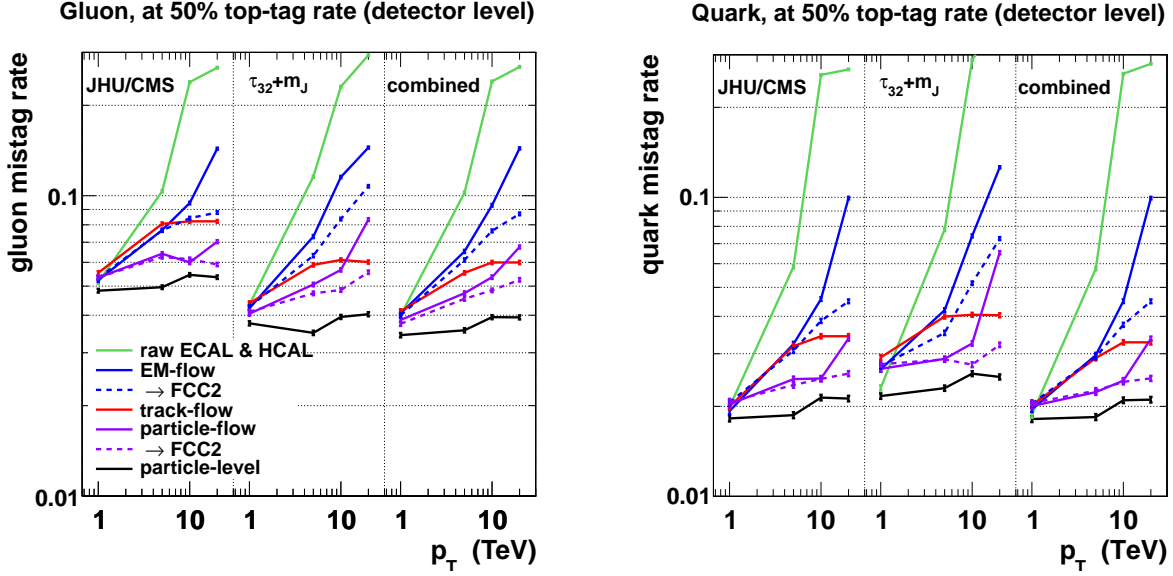 Gluon, at 50% top-tag rate (detector level)
gluon mistag rate
JHU/CMS
τ32+mJ
combined
0.1
0.01
raw ECAL & HCAL
EM-flow
→ FCC2
track-flow
particle-flow
→ FCC2
particle-level
1 10 1 10 1 10
pT (TeV)
Quark, at 50% top-tag rate (detector level)
quark mistag rate
JHU/CMS
τ32+mJ
combined
0.1
0.01
1 10 1 10 1 10
pT (TeV)